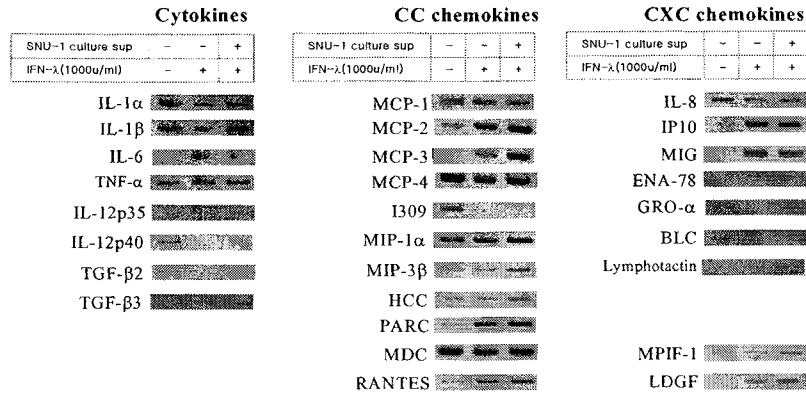 Cytokines
SNU-1 culture sup – – +
IFN-λ(1000u/ml) – + +
IL-1α
IL-1β
IL-6
TNF-α
IL-12p35
IL-12p40
TGF-β2
TGF-β3
CC chemokines
SNU-1 culture sup – – +
IFN-λ(1000u/ml) – + +
MCP-1
MCP-2
MCP-3
MCP-4
I309
MIP-1α
MIP-3β
HCC
PARC
MDC
RANTES
CXC chemokines
SNU-1 culture sup – – +
IFN-λ(1000u/ml) – + +
IL-8
IP10
MIG
ENA-78
GRO-α
BLC
Lymphotactin
MPIF-1
LDGF